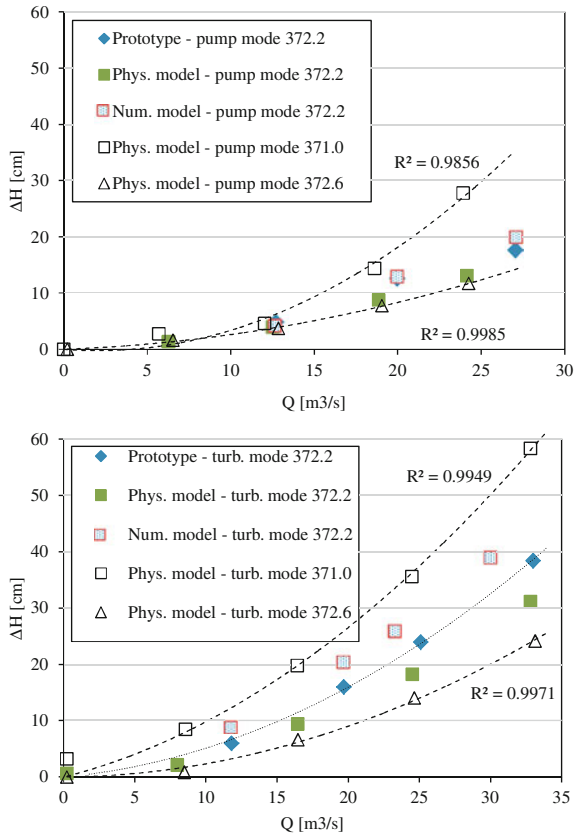 60
50
40
30
20
10
0
ΔH [cm]
Prototype - pump mode 372.2
Phys. model - pump mode 372.2
Num. model - pump mode 372.2
Phys. model - pump mode 371.0
Phys. model - pump mode 372.6
R² = 0.9856
R² = 0.9985
0 5 10 15 20 25 30
Q [m3/s]
60
50
40
30
20
10
0
ΔH [cm]
Prototype - turb. mode 372.2
Phys. model - turb. mode 372.2
Num. model - turb. mode 372.2
Phys. model - turb. mode 371.0
Phys. model - turb. mode 372.6
R² = 0.9949
R² = 0.9971
0 5 10 15 20 25 30 35
Q [m3/s]